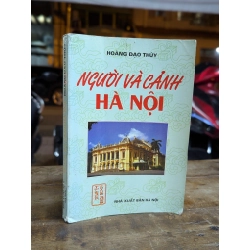 HOÀNG ĐẠO THÚY
NGƯỜI VÀ CẢNH
HÀ NỘI
NHÀ XUẤT BẢN HÀ NỘI